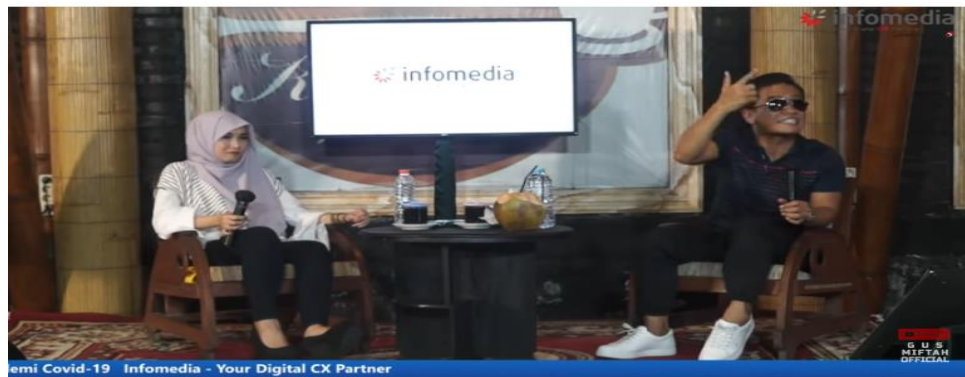 infomedia
infomedia
GUS
MIFTAH
OFFICIAL
emi Covid-19 Infomedia - Your Digital CX Partner